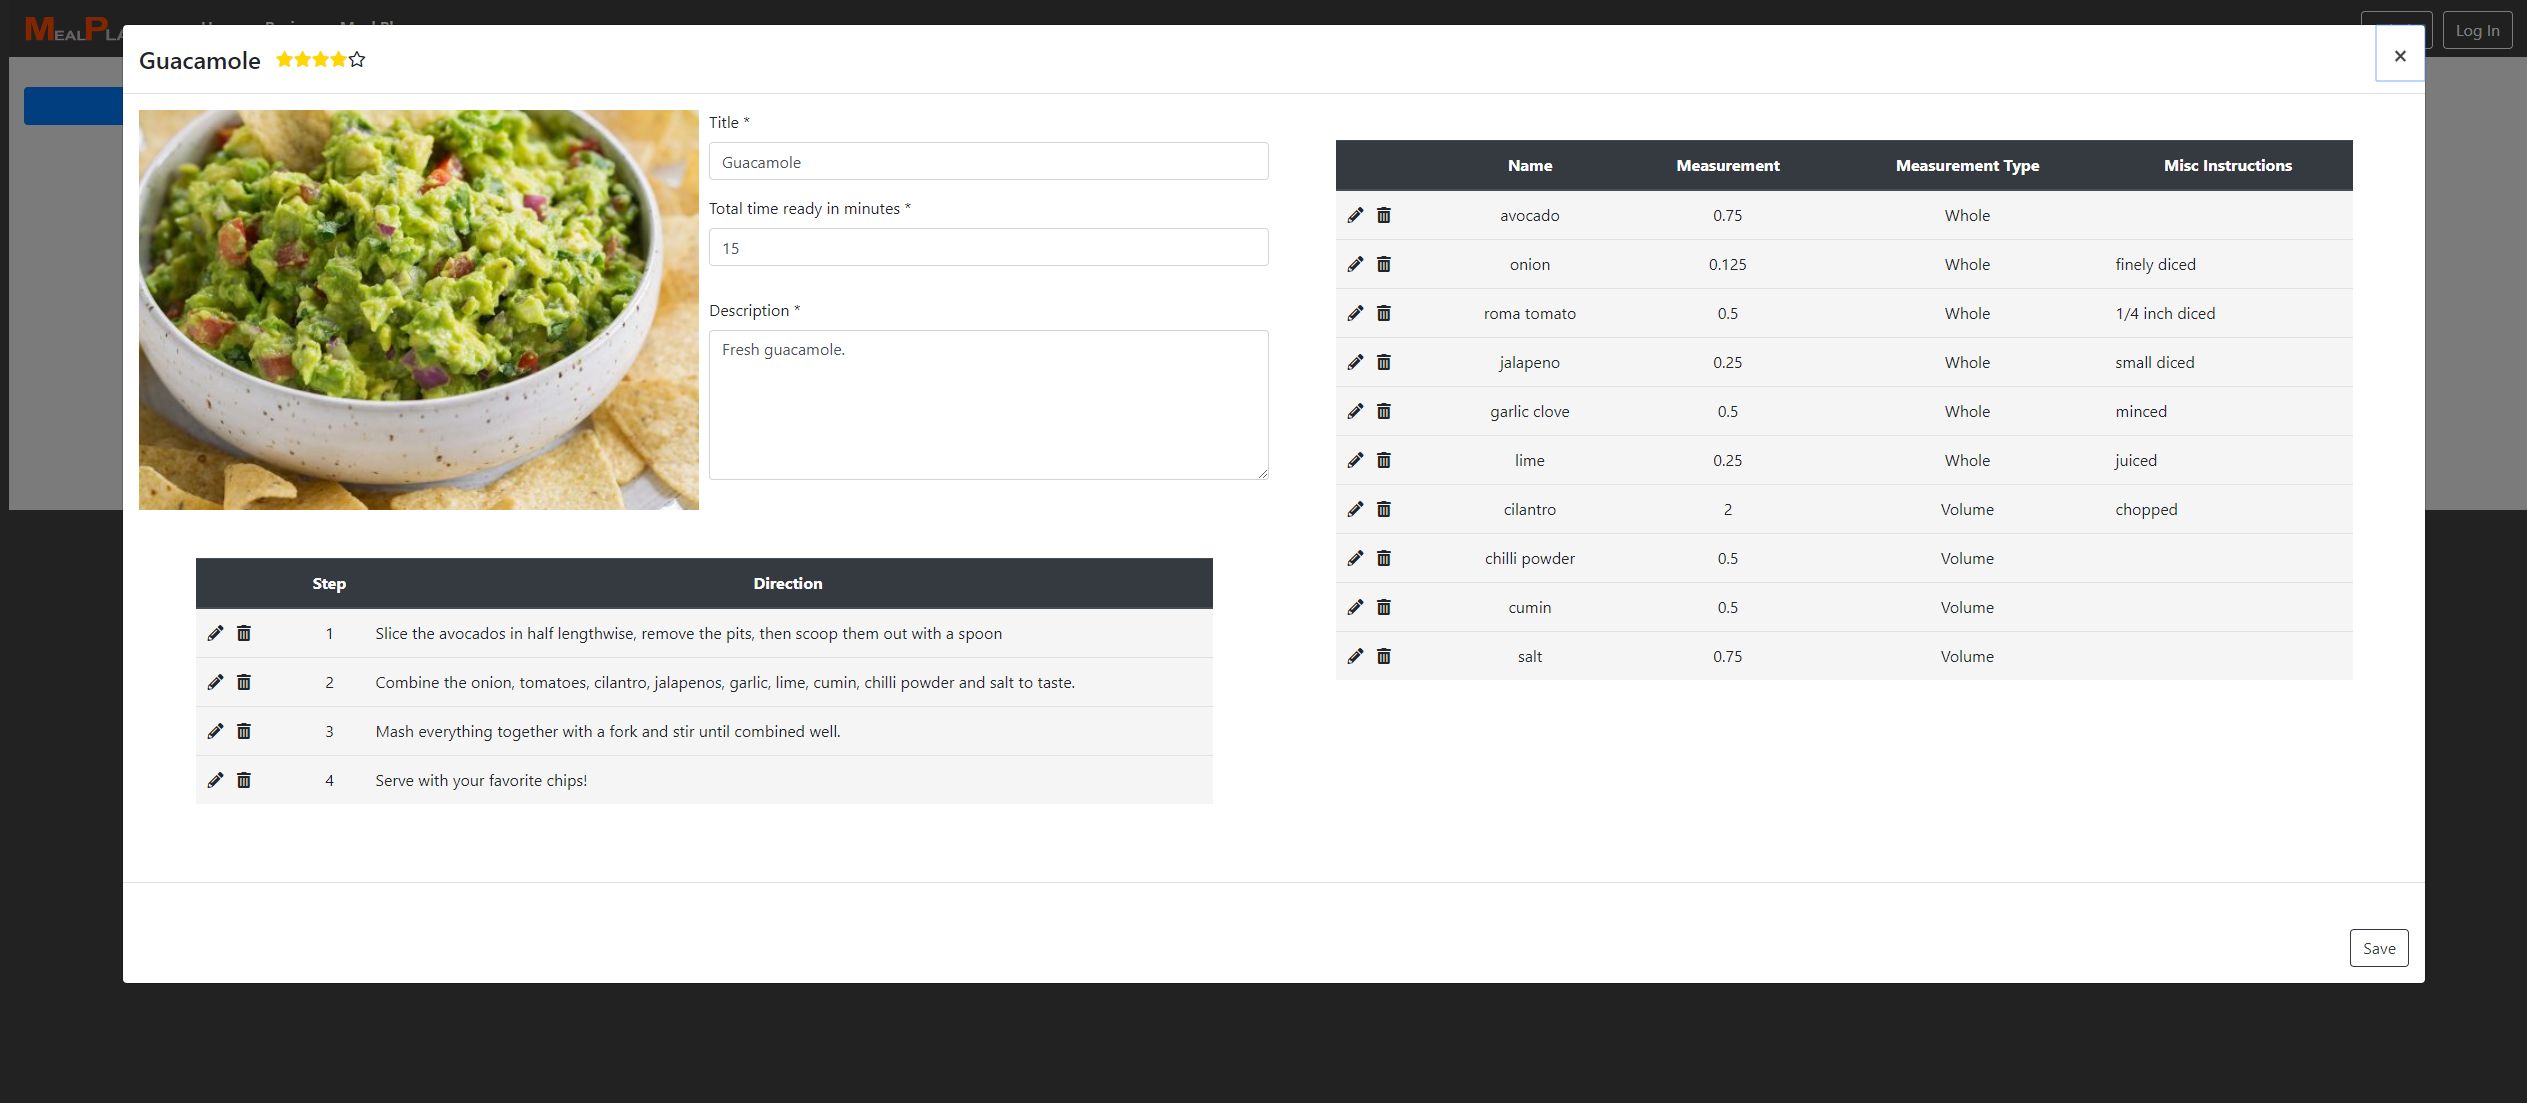 Log In
Guacamole
×
Title *
Guacamole
Total time ready in minutes *
15
Description *
Fresh guacamole.
Name Measurement Measurement Type Misc Instructions
avocado 0.75 Whole
onion 0.125 Whole finely diced
roma tomato 0.5 Whole 1/4 inch diced
jalapeno 0.25 Whole small diced
garlic clove 0.5 Whole minced
lime 0.25 Whole juiced
cilantro 2 Volume chopped
chilli powder 0.5 Volume
cumin 0.5 Volume
salt 0.75 Volume
Step Direction
1 Slice the avocados in half lengthwise, remove the pits, then scoop them out with a spoon
2 Combine the onion, tomatoes, cilantro, jalapenos, garlic, lime, cumin, chilli powder and salt to taste.
3 Mash everything together with a fork and stir until combined well.
4 Serve with your favorite chips!
Save